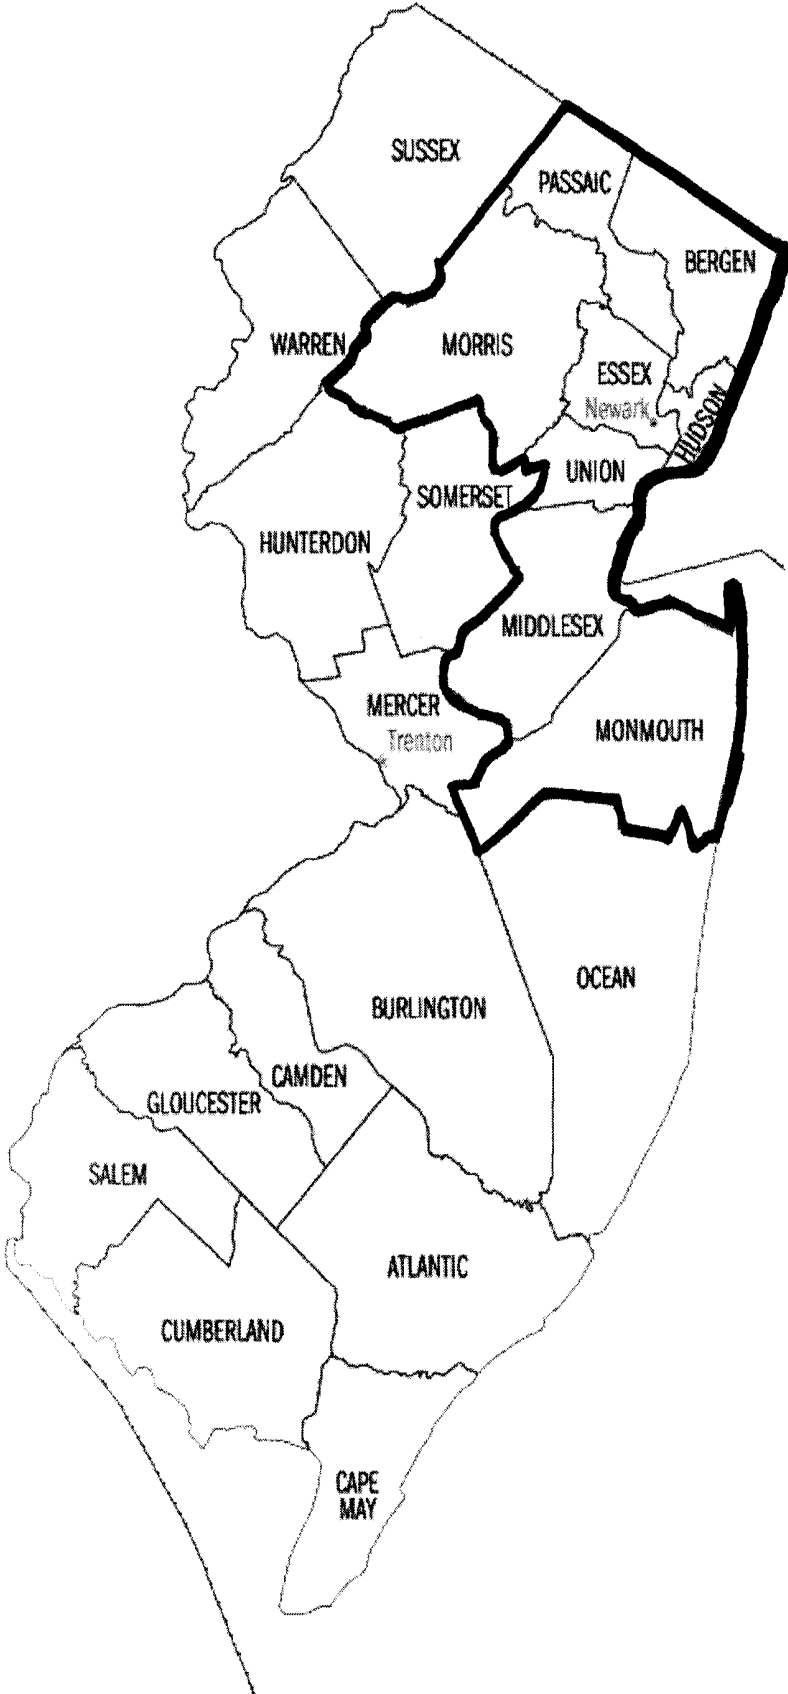 SUSSEX
PASSAIC
BERGEN
WARREN
MORRIS
ESSEX
Newark
HUDSON
UNION
SOMERSET
HUNTERDON
MIDDLESEX
MERCER
Trenton
MONMOUTH
OCEAN
BURLINGTON
CAMDEN
GLOUCESTER
SALEM
ATLANTIC
CUMBERLAND
CAPE
MAY